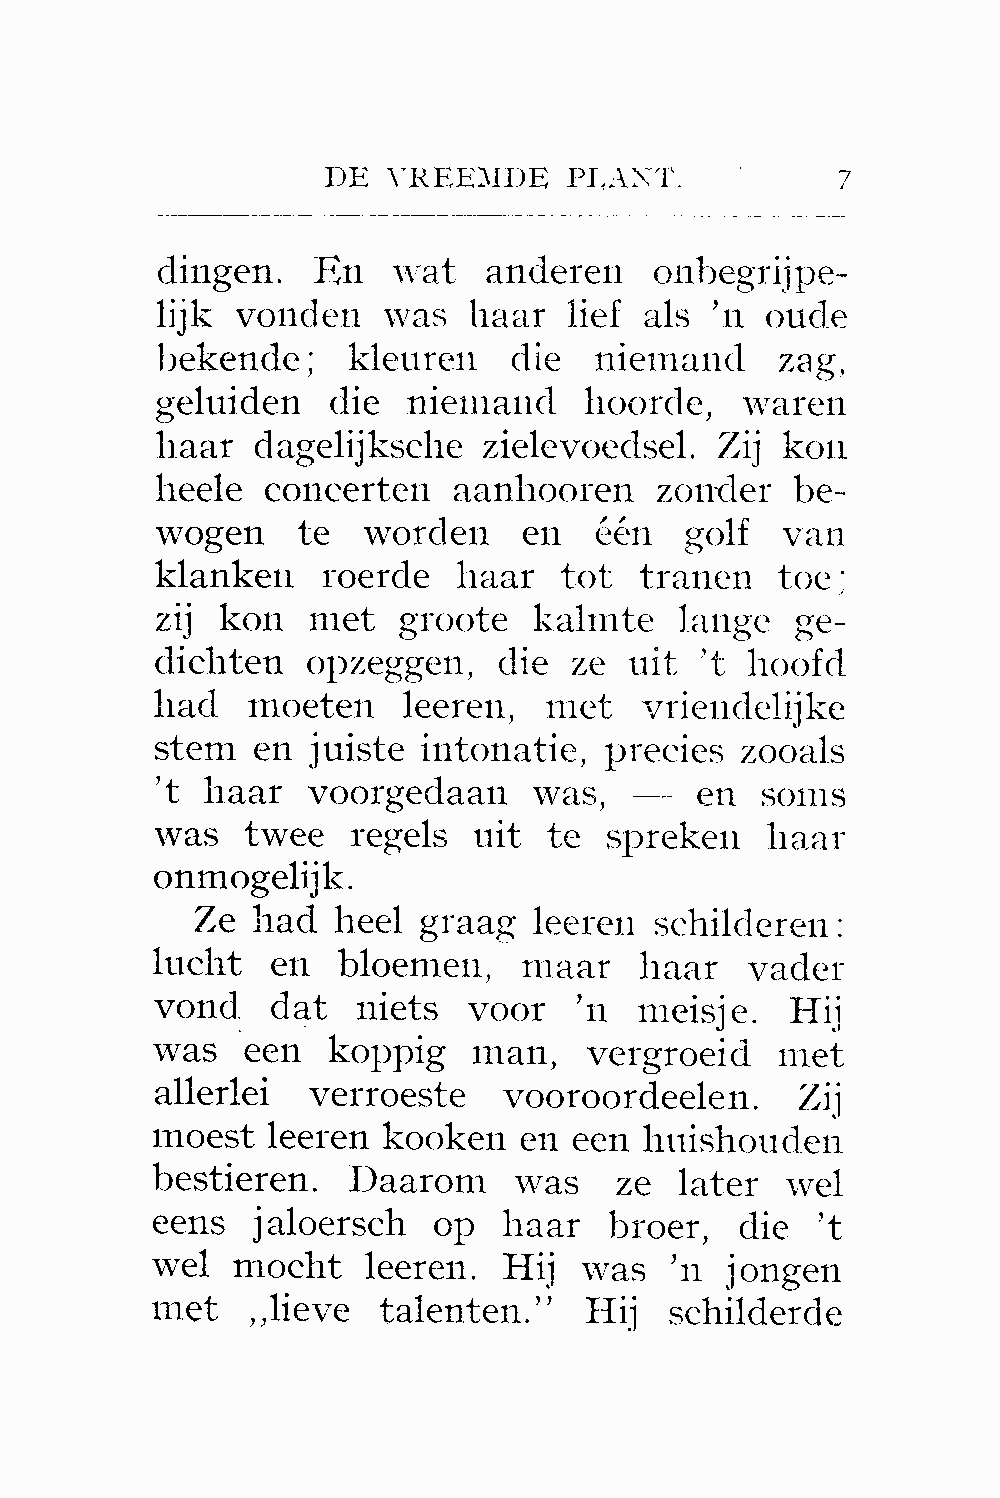 DE VREEMDE PLANT. 7
dingen. En wat anderen onbegrijpe-
lijk vonden was haar lief als ’n oude
bekende; kleuren die niemand zag,
geluiden die niemand hoorde, waren
haar dagelijksche zielevoedsel. Zij kon
heele concerten aanhooren zonder be-
wogen te worden en één golf van
klanken roerde haar tot tranen toe;
zij kon met groote kalmte lange ge-
dichten opzeggen, die ze uit ’t hoofd
had moeten leeren, met vriendelijke
stem en juiste intonatie, precies zooals
’t haar voorgedaan was, — en soms
was twee regels uit te spreken haar
onmogelijk.
Ze had heel graag leeren schilderen:
lucht en bloemen, maar haar vader
vond dat niets voor ’n meisje. Hij
was een koppig man, vergroeid met
allerlei verroeste vooroordeelen. Zij
moest leeren kooken en een huishouden
bestieren. Daarom was ze later wel
eens jaloersch op haar broer, die ’t
wel mocht leeren. Hij was ’n jongen
met ,,lieve talenten.” Hij schilderde